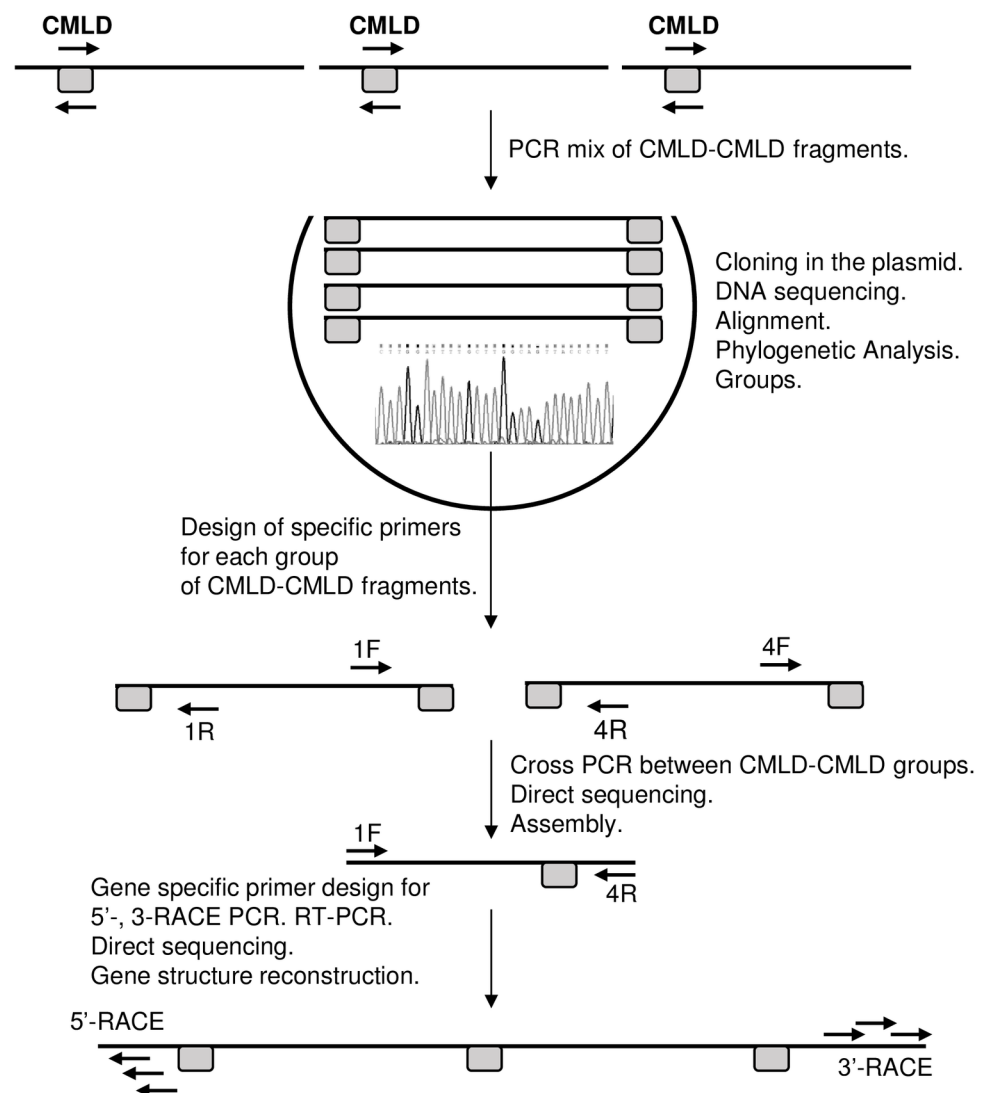 CMLD CMLD CMLD
PCR mix of CMLD-CMLD fragments.
Cloning in the plasmid.
DNA sequencing.
Alignment.
Phylogenetic Analysis.
Groups.
Design of specific primers
for each group
of CMLD-CMLD fragments.
1F
4F
1R
4R
Cross PCR between CMLD-CMLD groups.
Direct sequencing.
Assembly.
1F
4R
Gene specific primer design for
5’-, 3-RACE PCR. RT-PCR.
Direct sequencing.
Gene structure reconstruction.
5’-RACE
3’-RACE